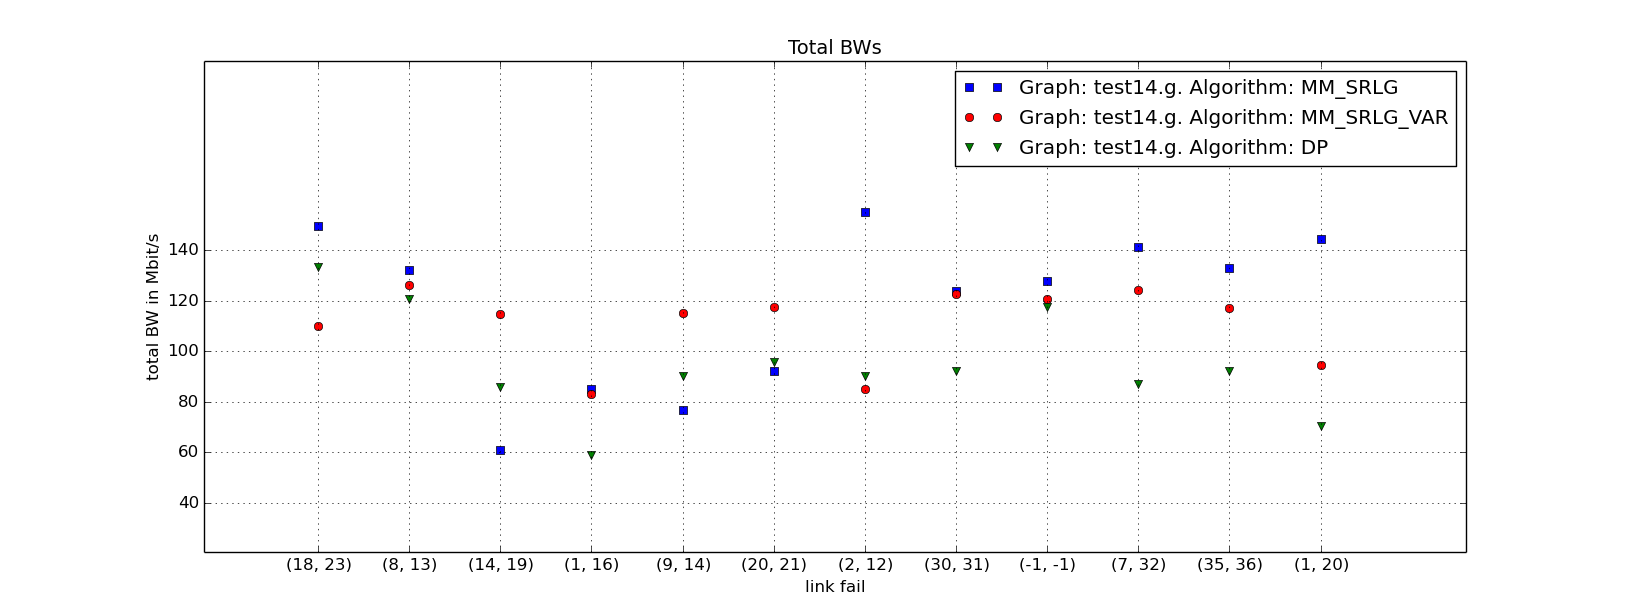 Total BWs
Graph: test14.g. Algorithm: MM_SRLG
Graph: test14.g. Algorithm: MM_SRLG_VAR
Graph: test14.g. Algorithm: DP
total BW in Mbit/s
140
120
100
80
60
40
(18, 23) (8, 13) (14, 19) (1, 16) (9, 14) (20, 21) (2, 12) (30, 31) (-1, -1) (7, 32) (35, 36) (1, 20)
link fail